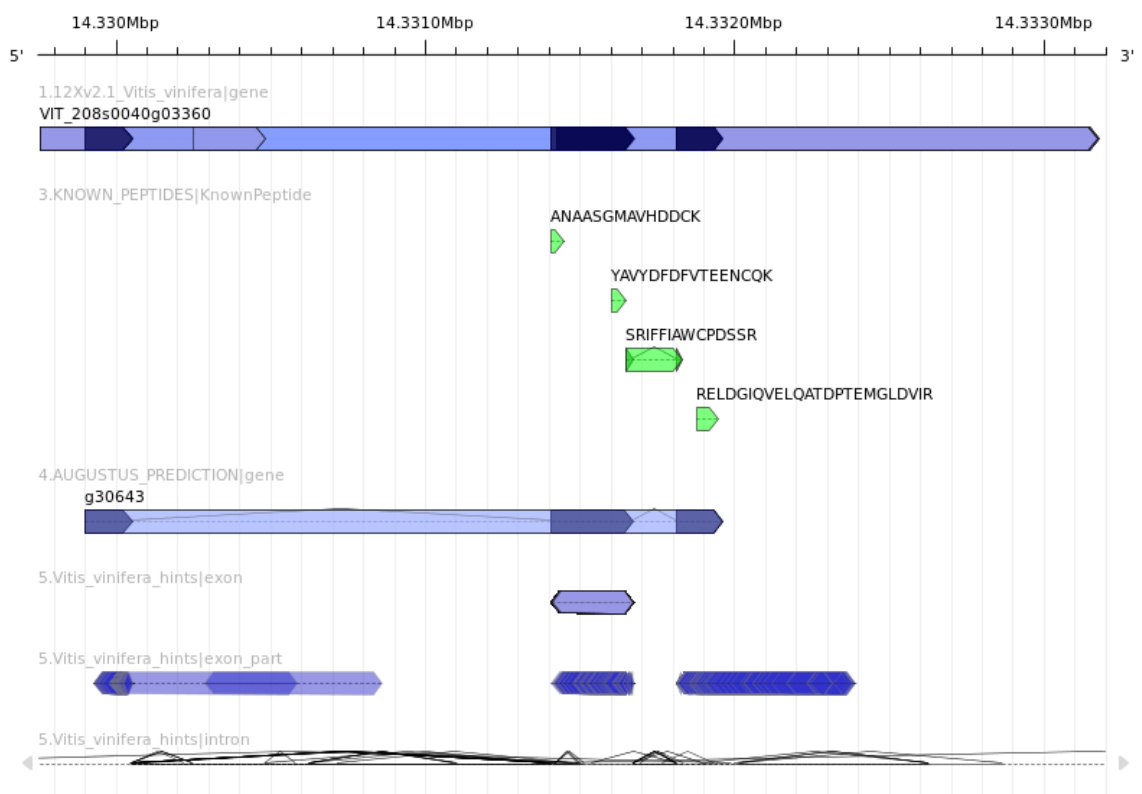 14.330Mbp 14.3310Mbp 14.3320Mbp 14.3330Mbp
5' 3'
1.12Xv2.1_Vitis_vinifera|gene
VIT_208s0040g03360
3.KNOWN_PEPTIDES|KnownPeptide
ANAASGMAVHDDCK
YAVYDFDFVTEENCQK
SRIFFIAWCPDSSR
RELDGIQVELQATDPTEMGLDVIR
4.AUGUSTUS_PREDICTION|gene
g30643
5.Vitis_vinifera_hints|exon
5.Vitis_vinifera_hints|exon_part
5.Vitis_vinifera_hints|intron